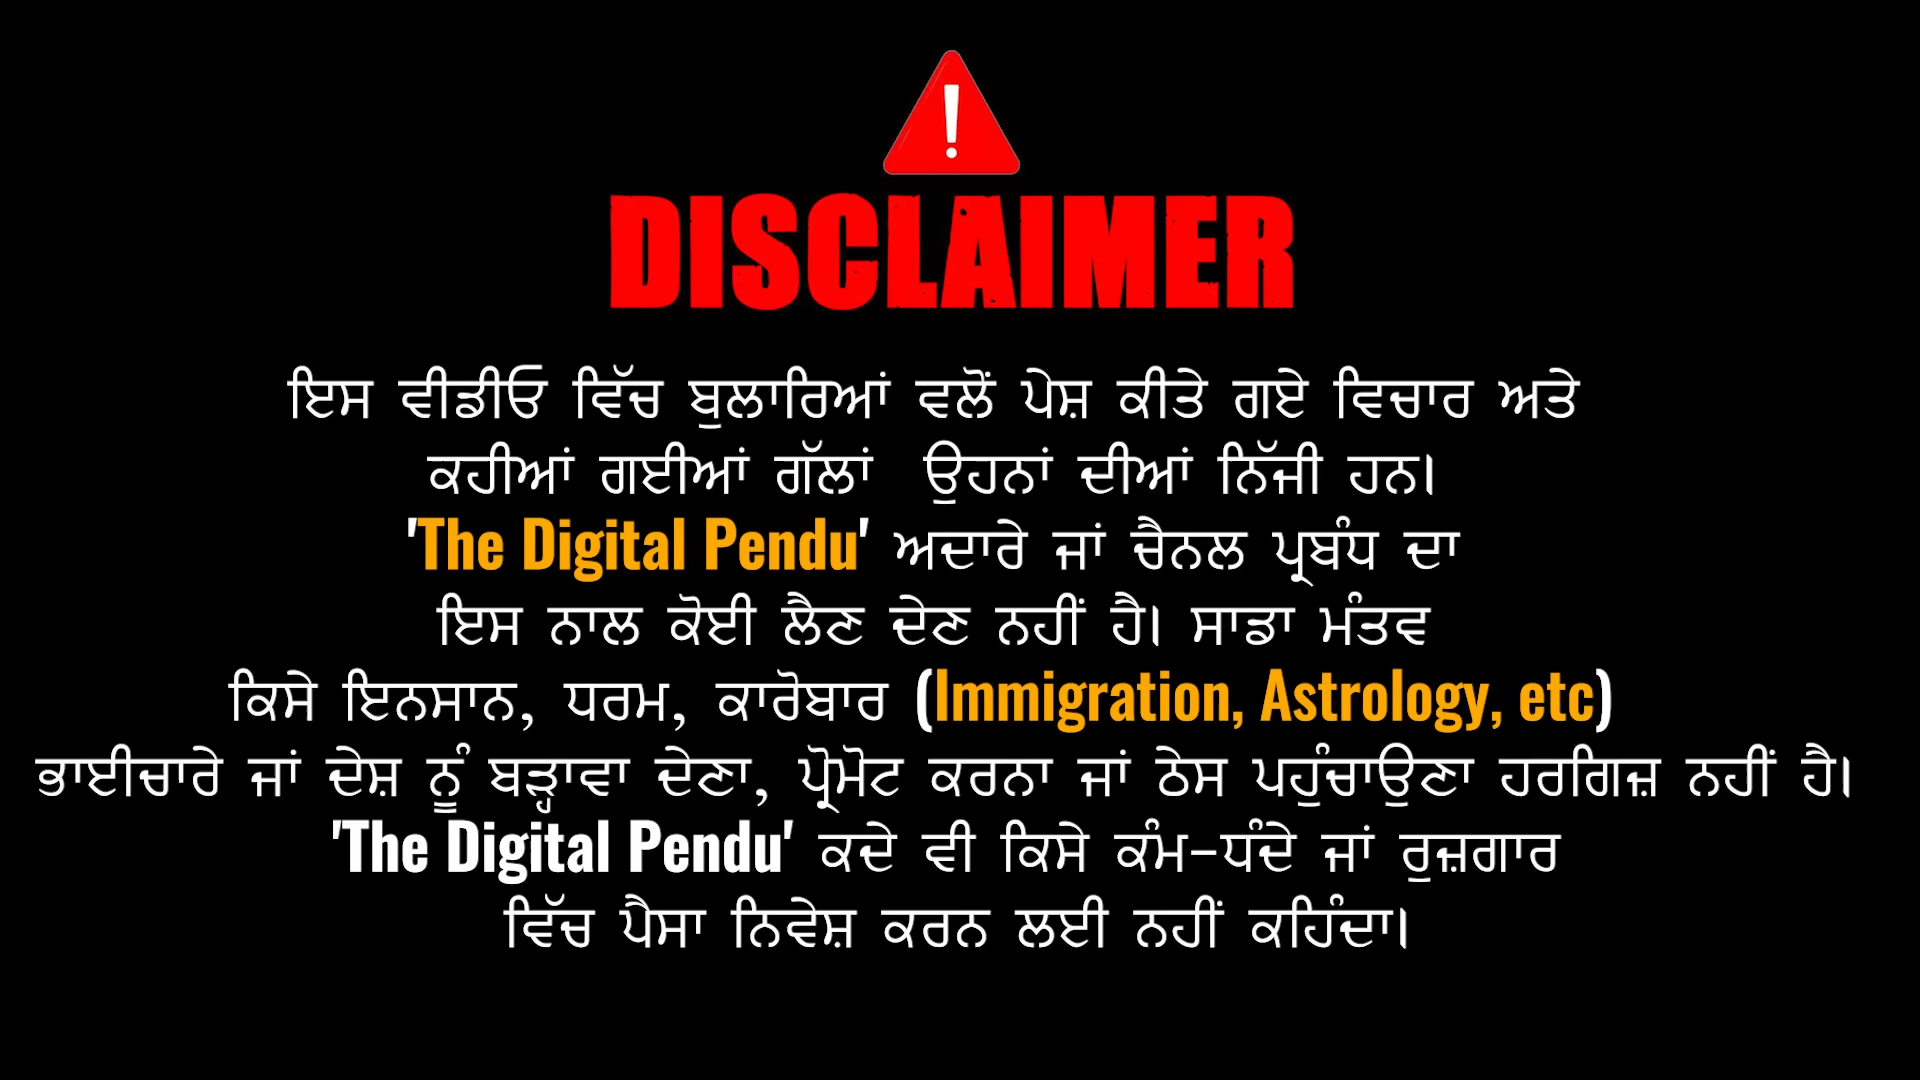 DISCLAIMER
ਇਸ ਵੀਡੀਓ ਵਿੱਚ ਬੁਲਾਰਿਆਂ ਵਲੋਂ ਪੇਸ਼ ਕੀਤੇ ਗਏ ਵਿਚਾਰ ਅਤੇ
ਕਹੀਆਂ ਗਈਆਂ ਗੱਲਾਂ ਉਹਨਾਂ ਦੀਆਂ ਨਿੱਜੀ ਹਨ।
'The Digital Pendu' ਅਦਾਰੇ ਜਾਂ ਚੈਨਲ ਪ੍ਰਬੰਧ ਦਾ
ਇਸ ਨਾਲ ਕੋਈ ਲੈਣ ਦੇਣ ਨਹੀਂ ਹੈ। ਸਾਡਾ ਮੰਤਵ
ਕਿਸੇ ਇਨਸਾਨ, ਧਰਮ, ਕਾਰੋਬਾਰ (Immigration, Astrology, etc)
ਭਾਈਚਾਰੇ ਜਾਂ ਦੇਸ਼ ਨੂੰ ਬੜ੍ਹਾਵਾ ਦੇਣਾ, ਪ੍ਰੋਮੋਟ ਕਰਨਾ ਜਾਂ ਠੇਸ ਪਹੁੰਚਾਉਣਾ ਹਰਗਿਜ਼ ਨਹੀਂ ਹੈ।
'The Digital Pendu' ਕਦੇ ਵੀ ਕਿਸੇ ਕੰਮ-ਧੰਦੇ ਜਾਂ ਰੁਜ਼ਗਾਰ
ਵਿੱਚ ਪੈਸਾ ਨਿਵੇਸ਼ ਕਰਨ ਲਈ ਨਹੀਂ ਕਹਿੰਦਾ।